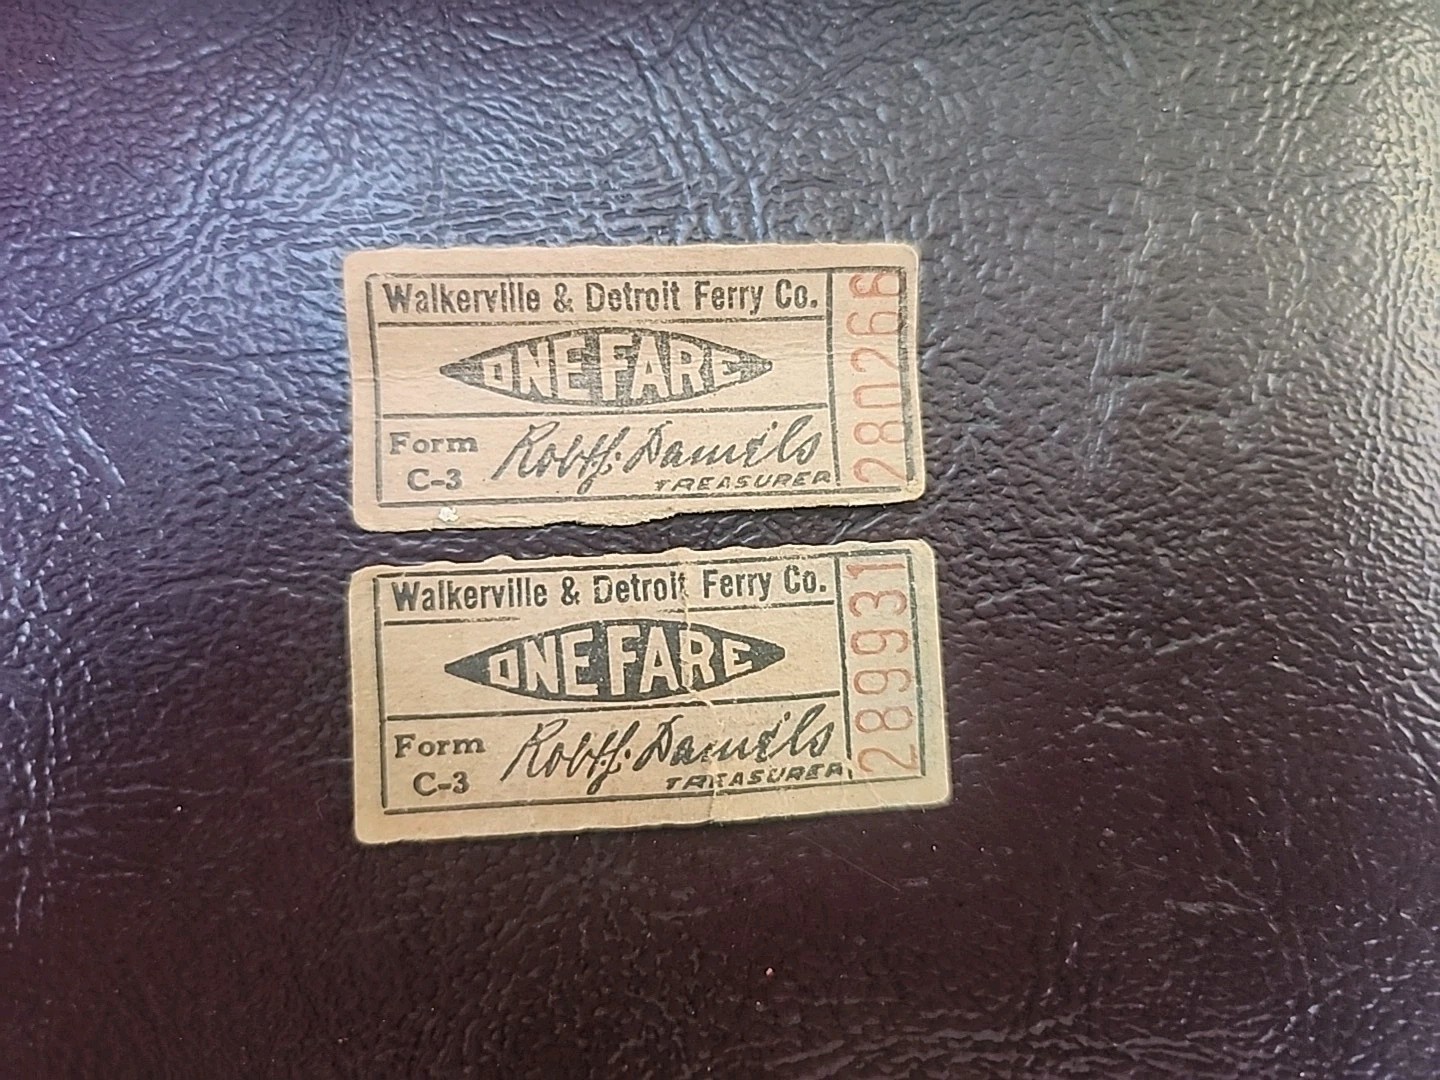 Walkerville & Detroit Ferry Co.
ONE FARE
Form
C-3
Robt H. Daniels
TREASURER
280266
Walkerville & Detroit Ferry Co.
ONE FARE
Form
C-3
Robt H. Daniels
TREASURER
289931